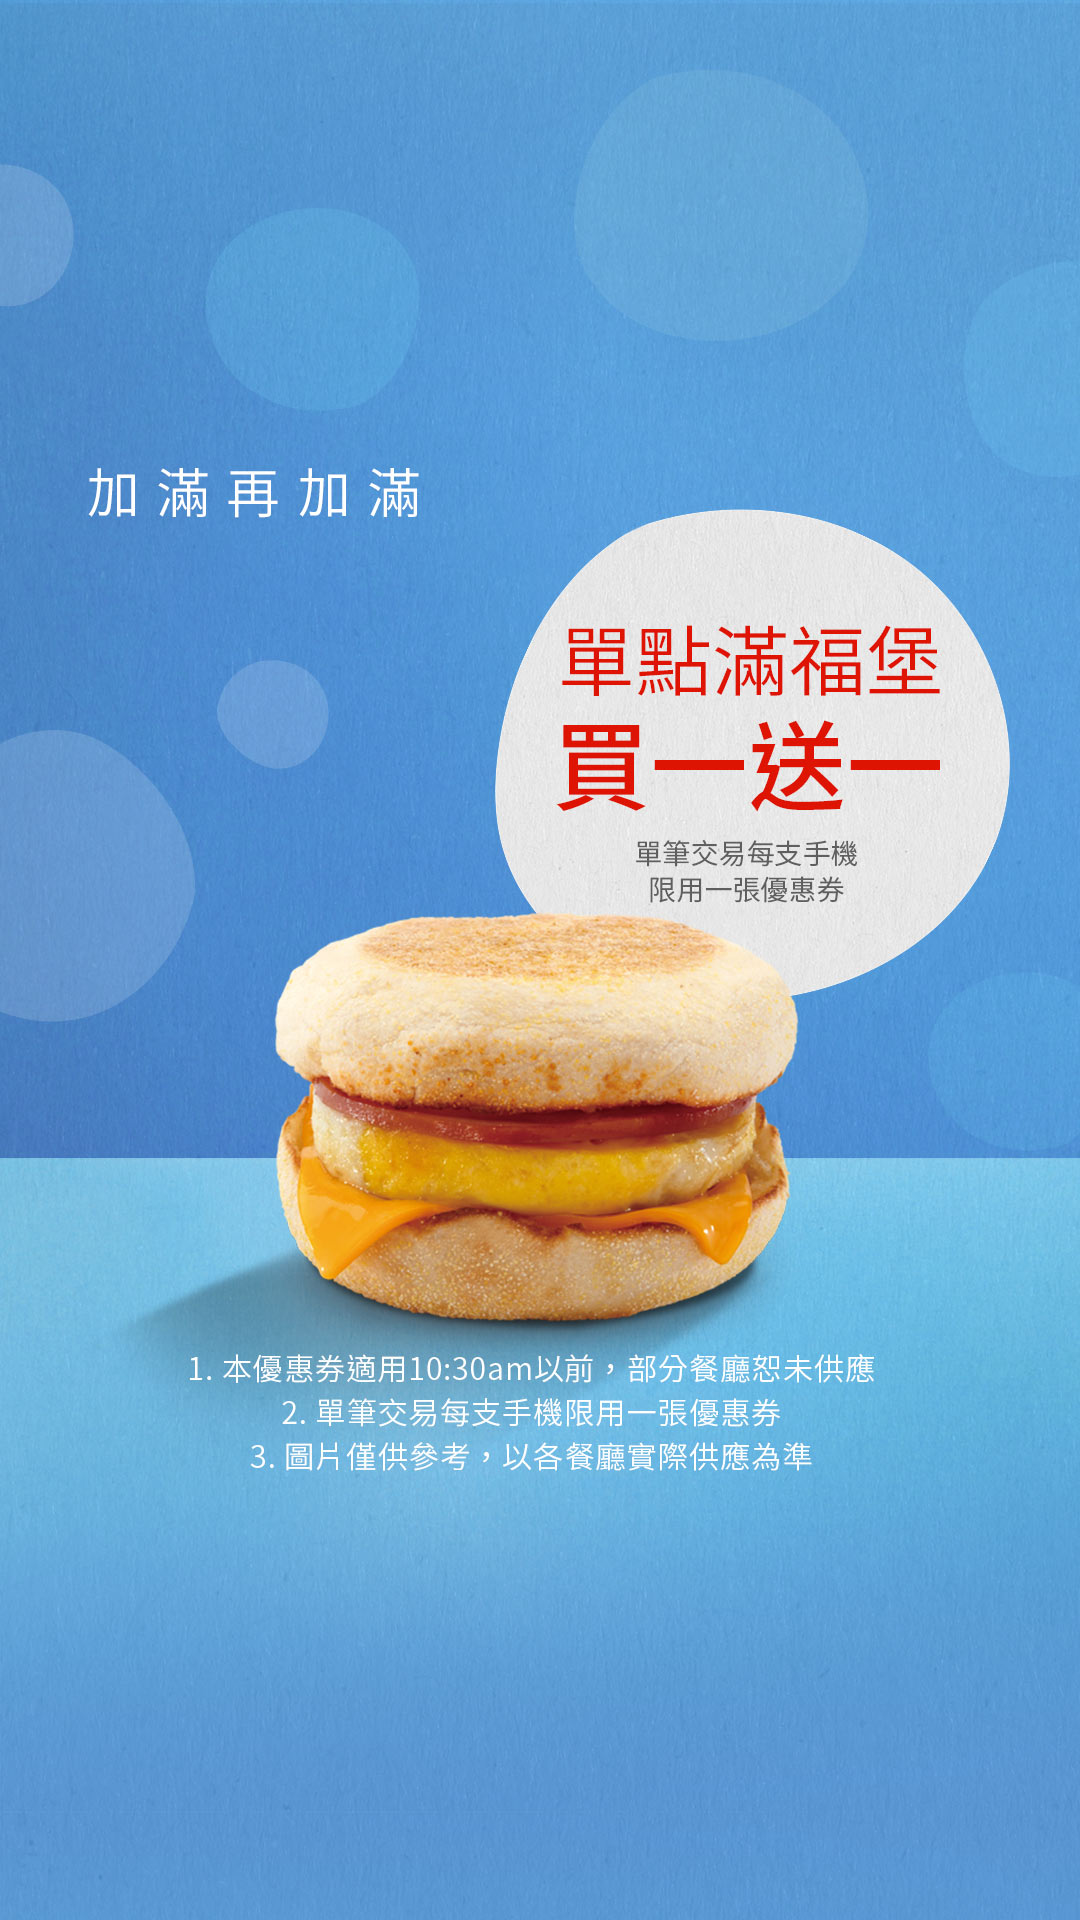 加滿再加滿
單點滿福堡
買一送一
單筆交易每支手機
限用一張優惠券
1. 本優惠券適用10:30am以前，部分餐廳恕未供應
2. 單筆交易每支手機限用一張優惠券
3. 圖片僅供參考，以各餐廳實際供應為準